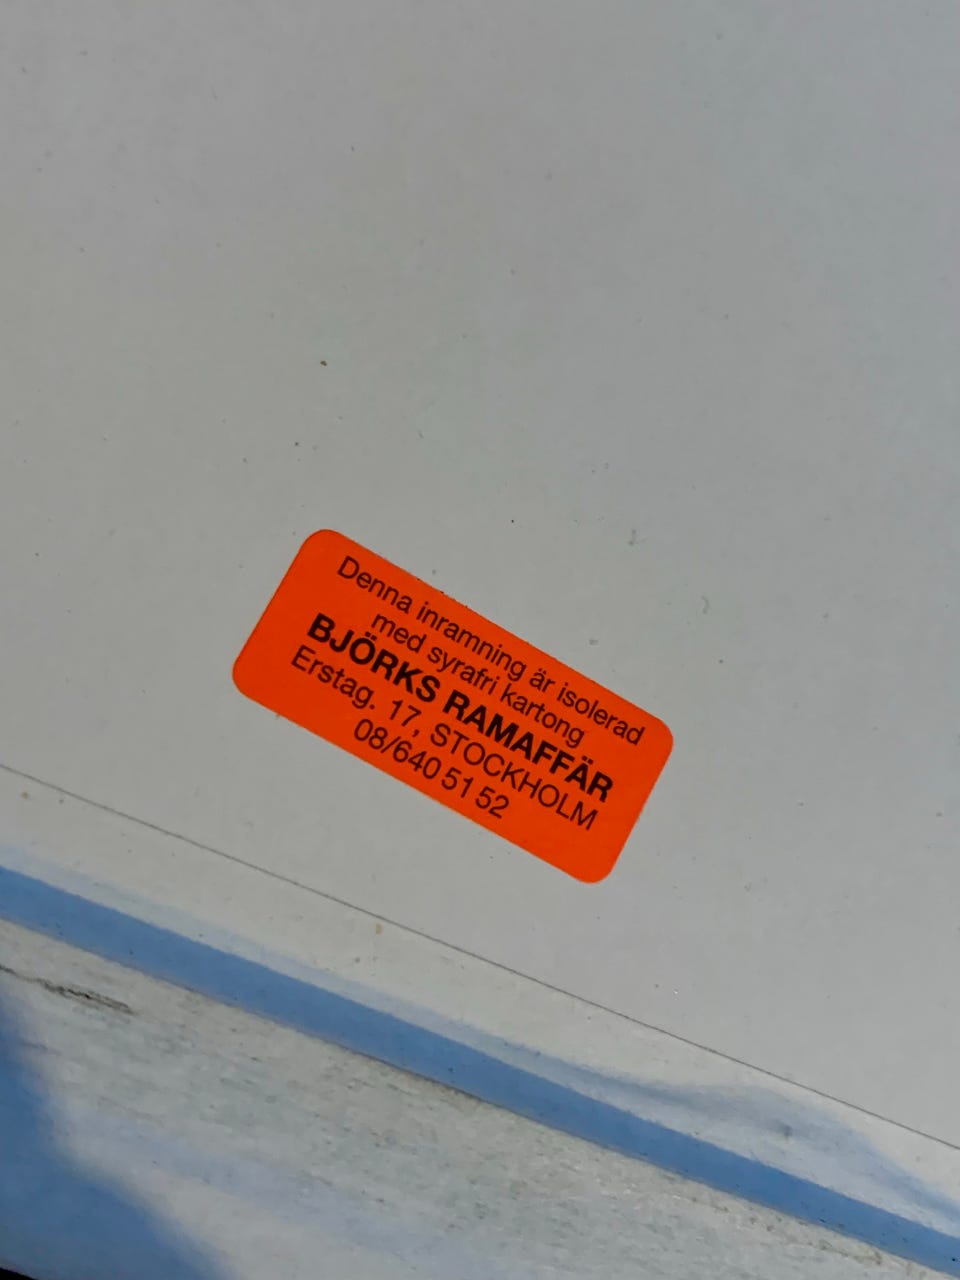 Denna inramning är isolerad
med syrafri kartong
BJÖRKS RAMAFFÄR
Erstag. 17, STOCKHOLM
08/640 51 52